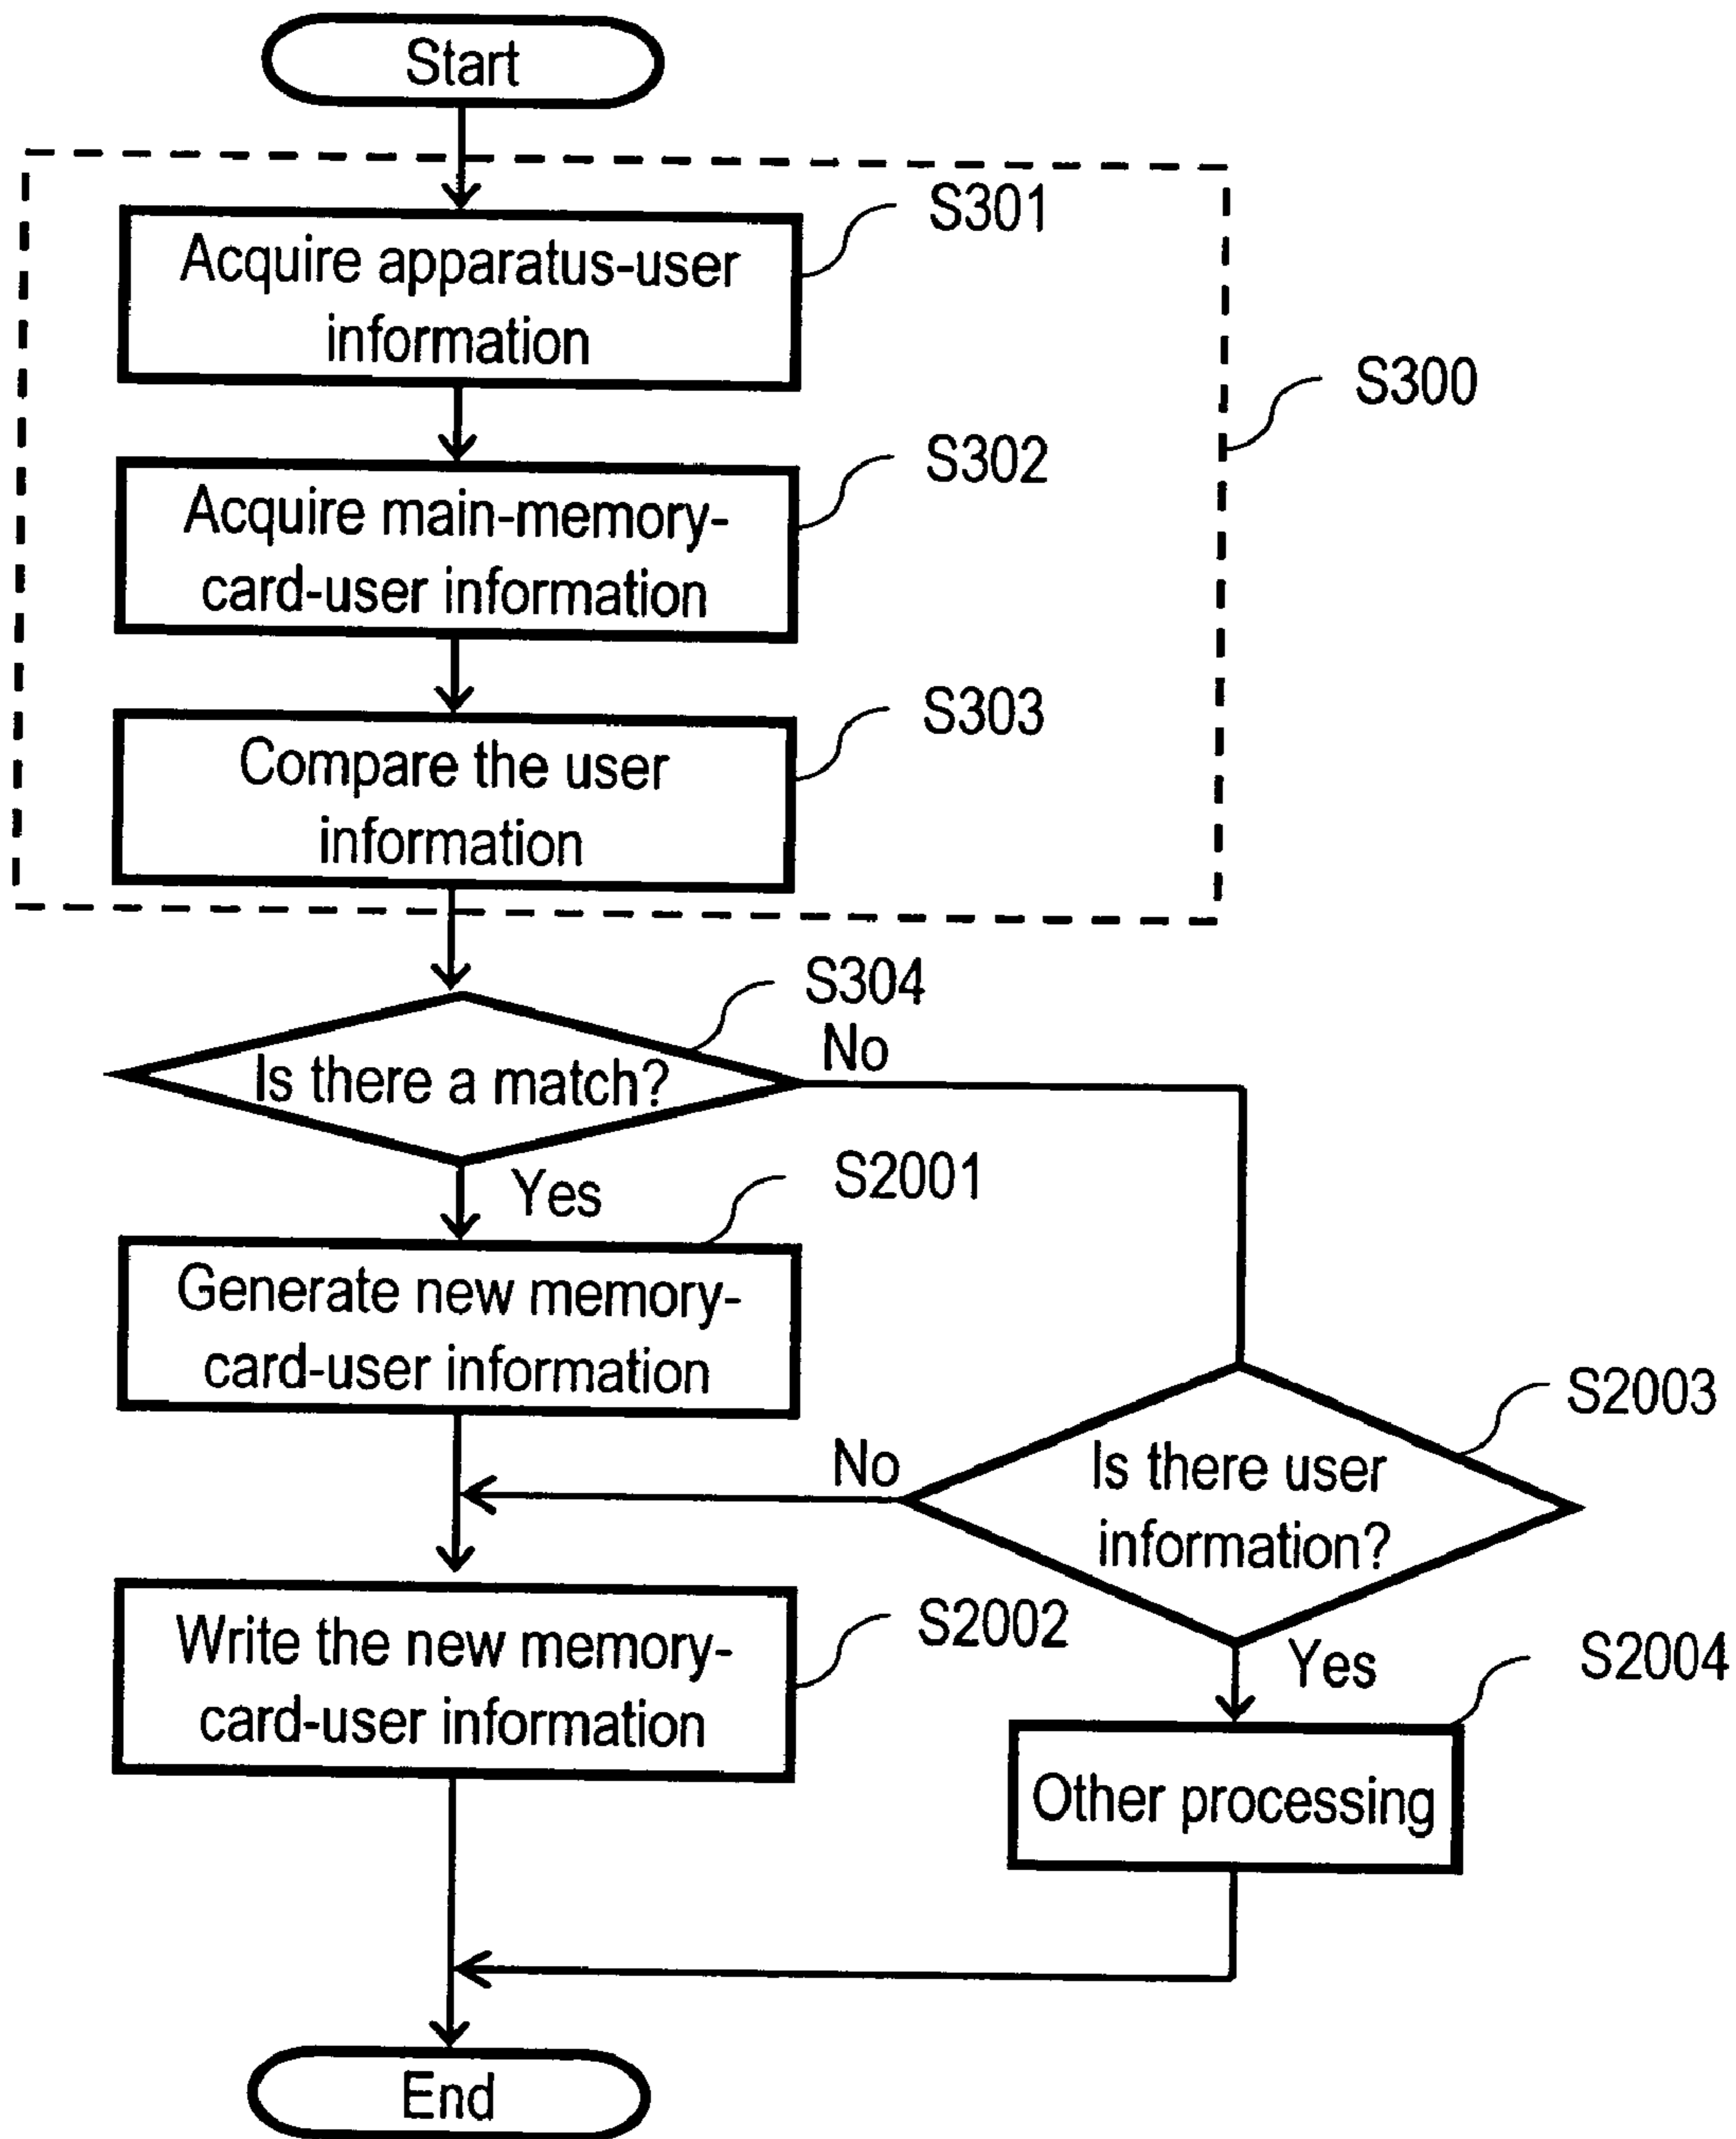 Start
S301
Acquire apparatus-user
information
S300
S302
Acquire main-memory-
card-user information
S303
Compare the user
information
S304
No
Is there a match?
Yes
S2001
Generate new memory-
card-user information
S2003
No
Is there user
information?
S2002
Write the new memory-
card-user information
Yes
S2004
Other processing
End